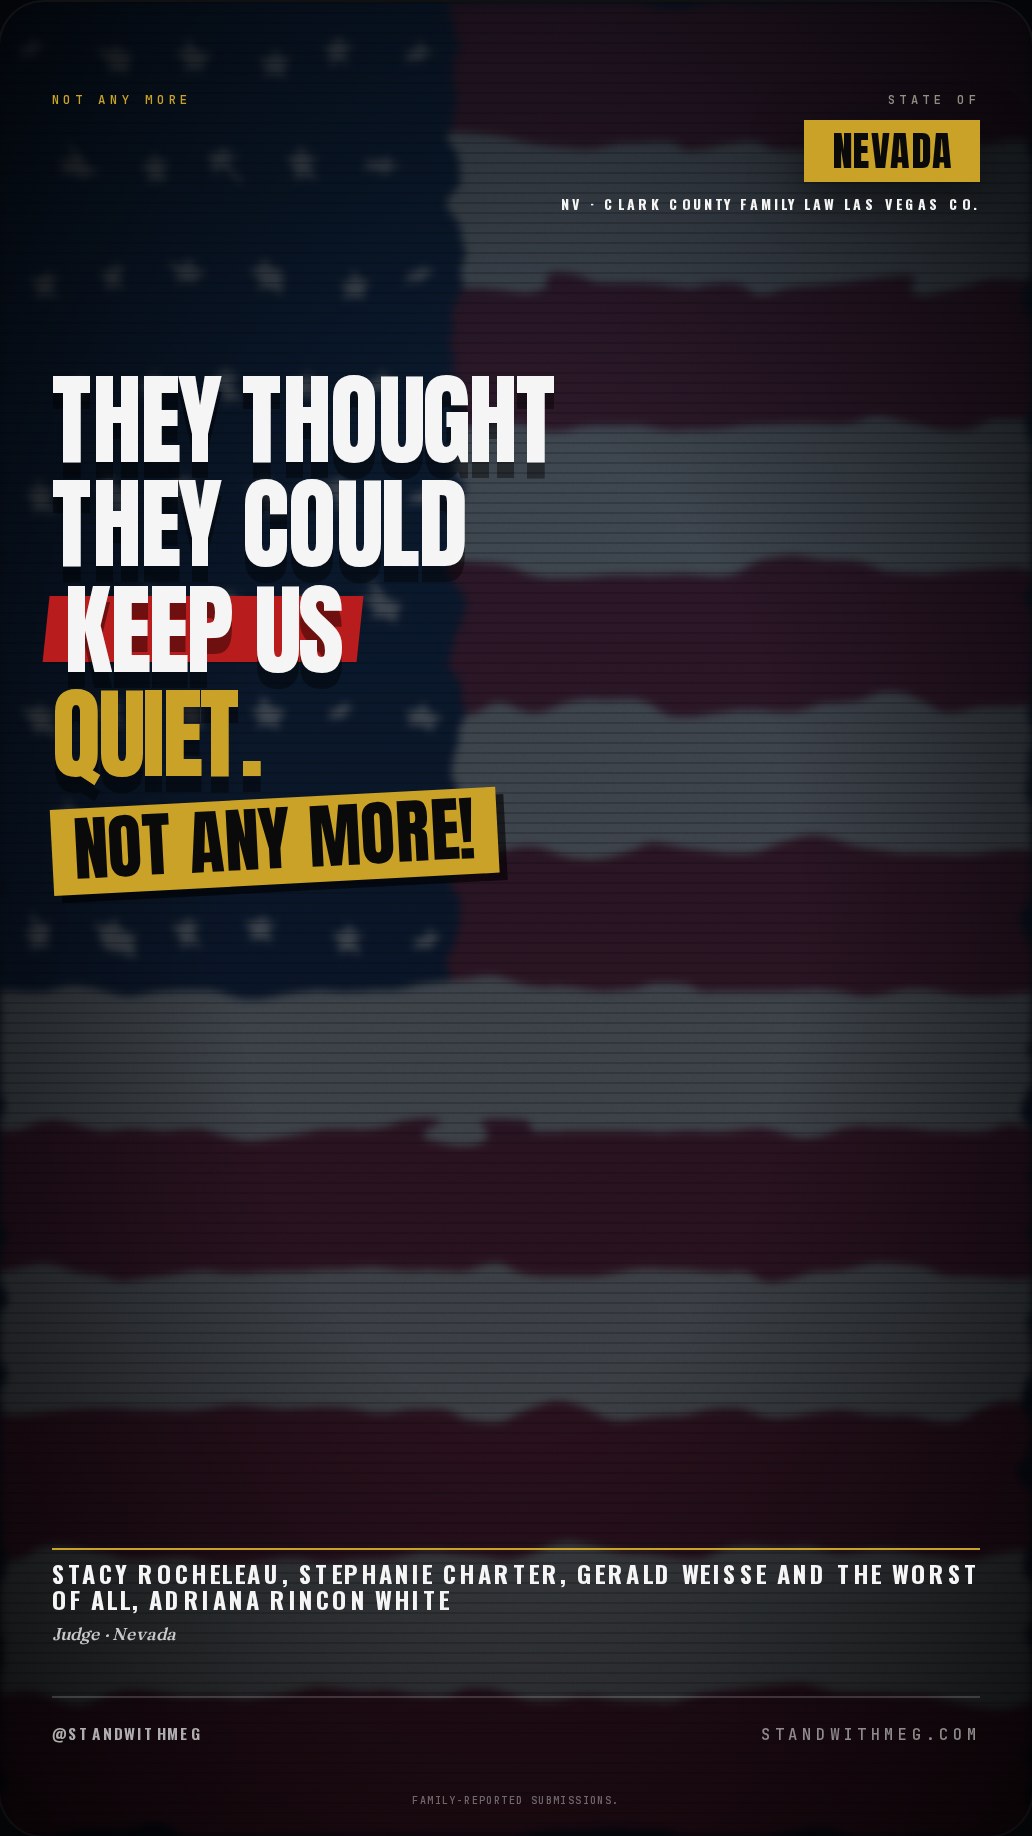 NOT ANY MORE
STATE OF
NEVADA
NV · CLARK COUNTY FAMILY LAW LAS VEGAS CO.
THEY THOUGHT
THEY COULD
KEEP US
QUIET.
NOT ANY MORE!
STACY ROCHELEAU, STEPHANIE CHARTER, GERALD WEISSE AND THE WORST
OF ALL, ADRIANA RINCON WHITE
Judge · Nevada
@STANDWITHMEG
STANDWITHMEG.COM
FAMILY-REPORTED SUBMISSIONS.